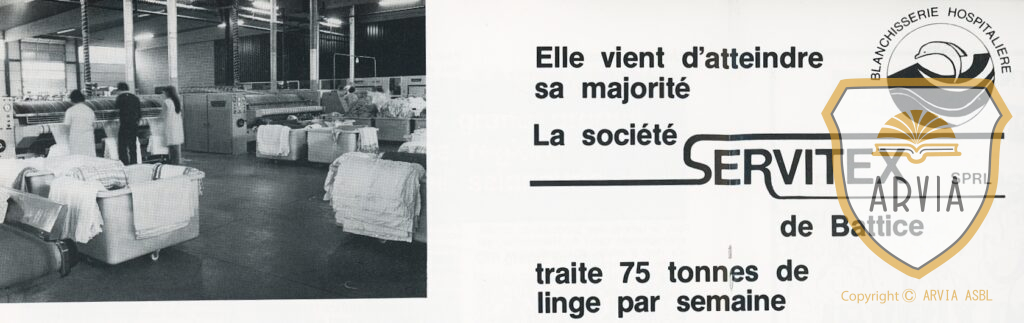 BLANCHISSERIE HOSPITALIERE
Elle vient d'atteindre
sa majorité
La société
SERVITEX SPRL
de Battice
traite 75 tonnes de
linge par semaine
ARVIA
Copyright © ARVIA ASBL